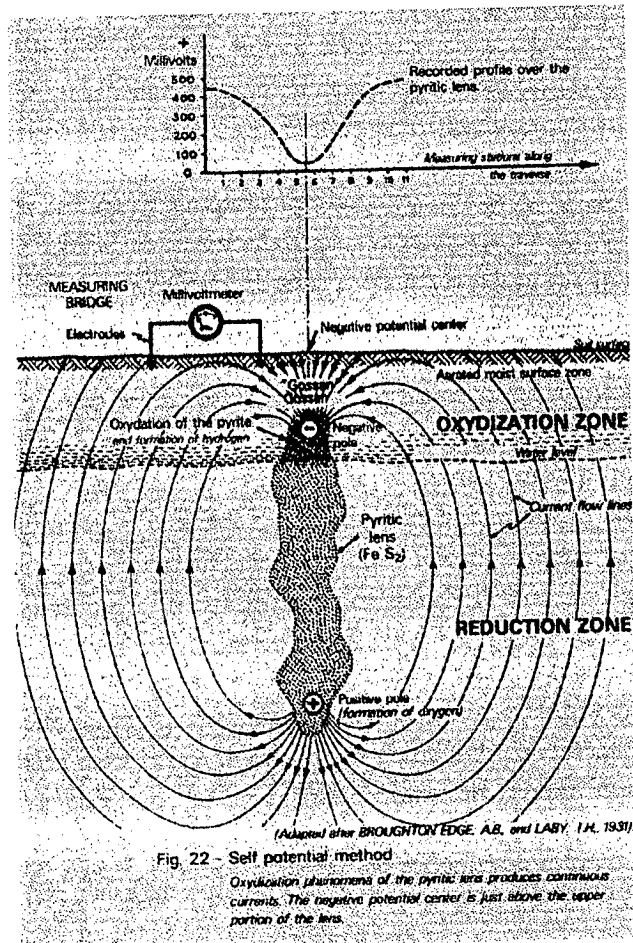 +
Millivolts
500
400
300
200
100
0
1 2 3 4 5 6 7 8 9 10 11
Recorded profile over the
pyritic lens.
Measuring stations along
the traverse
MEASURING
BRIDGE
Millivoltmeter
Electrodes
Negative potential center
Soil surface
Aerated moist surface zone
"Gossan
Gossan
Oxydation of the pyrite
and formation of hydrogen
Negative
pole
OXYDIZATION ZONE
Water level
Current flow lines
Pyritic
lens
(Fe S2)
REDUCTION ZONE
+
Positive pole
(formation of oxygen)
(Adapted after BROUGHTON EDGE, A.B., and LABY, T.H., 1931)
Fig. 22 - Self potential method
Oxydization phenomena of the pyritic lens produces continuous
currents. The negative potential center is just above the upper
portion of the lens.